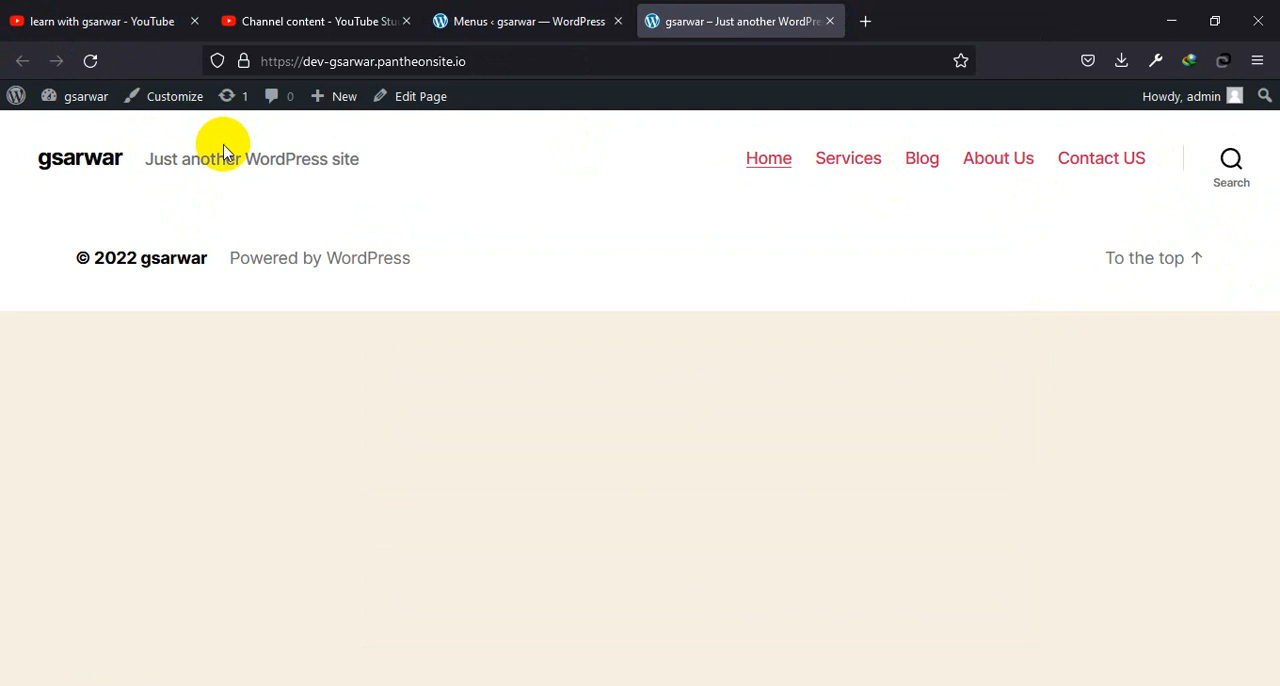 learn with gsarwar - YouTube
Channel content - YouTube Stu
Menus ‹ gsarwar — WordPress
gsarwar – Just another WordPre
https://dev-gsarwar.pantheonsite.io
gsarwar Customize 1 0 New Edit Page Howdy, admin
gsarwar Just another WordPress site Home Services Blog About Us Contact US
Search
© 2022 gsarwar Powered by WordPress To the top ↑